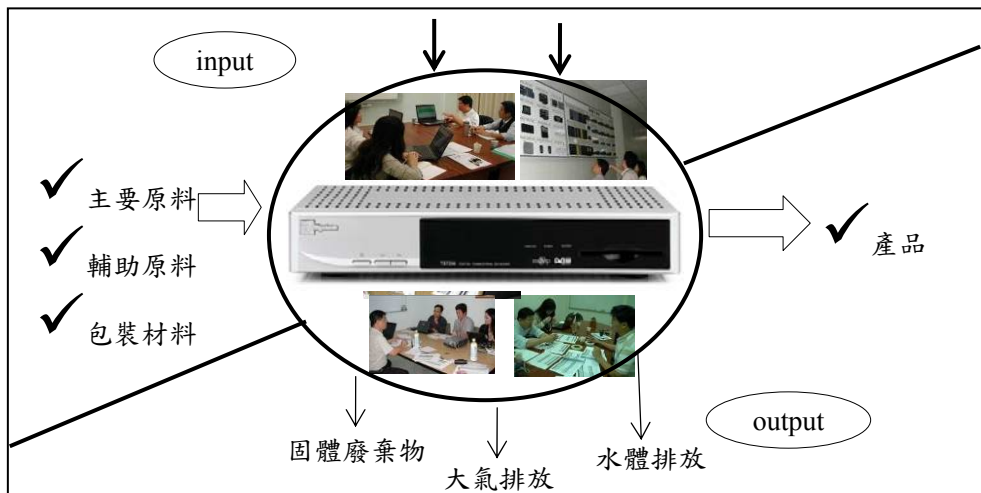 input
主要原料
輔助原料
包裝材料
產品
固體廢棄物
大氣排放
水體排放
output